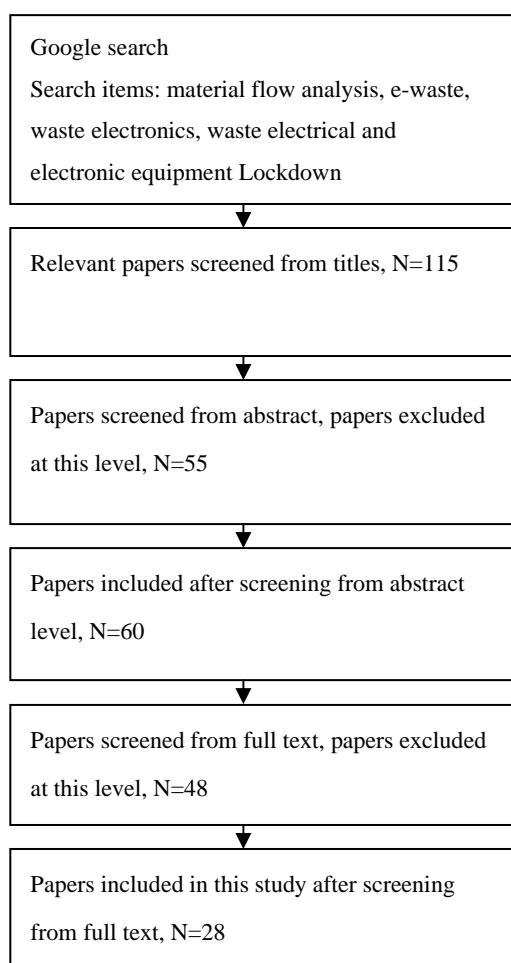 Google search
Search items: material flow analysis, e-waste,
waste electronics, waste electrical and
electronic equipment Lockdown
Relevant papers screened from titles, N=115
Papers screened from abstract, papers excluded
at this level, N=55
Papers included after screening from abstract
level, N=60
Papers screened from full text, papers excluded
at this level, N=48
Papers included in this study after screening
from full text, N=28